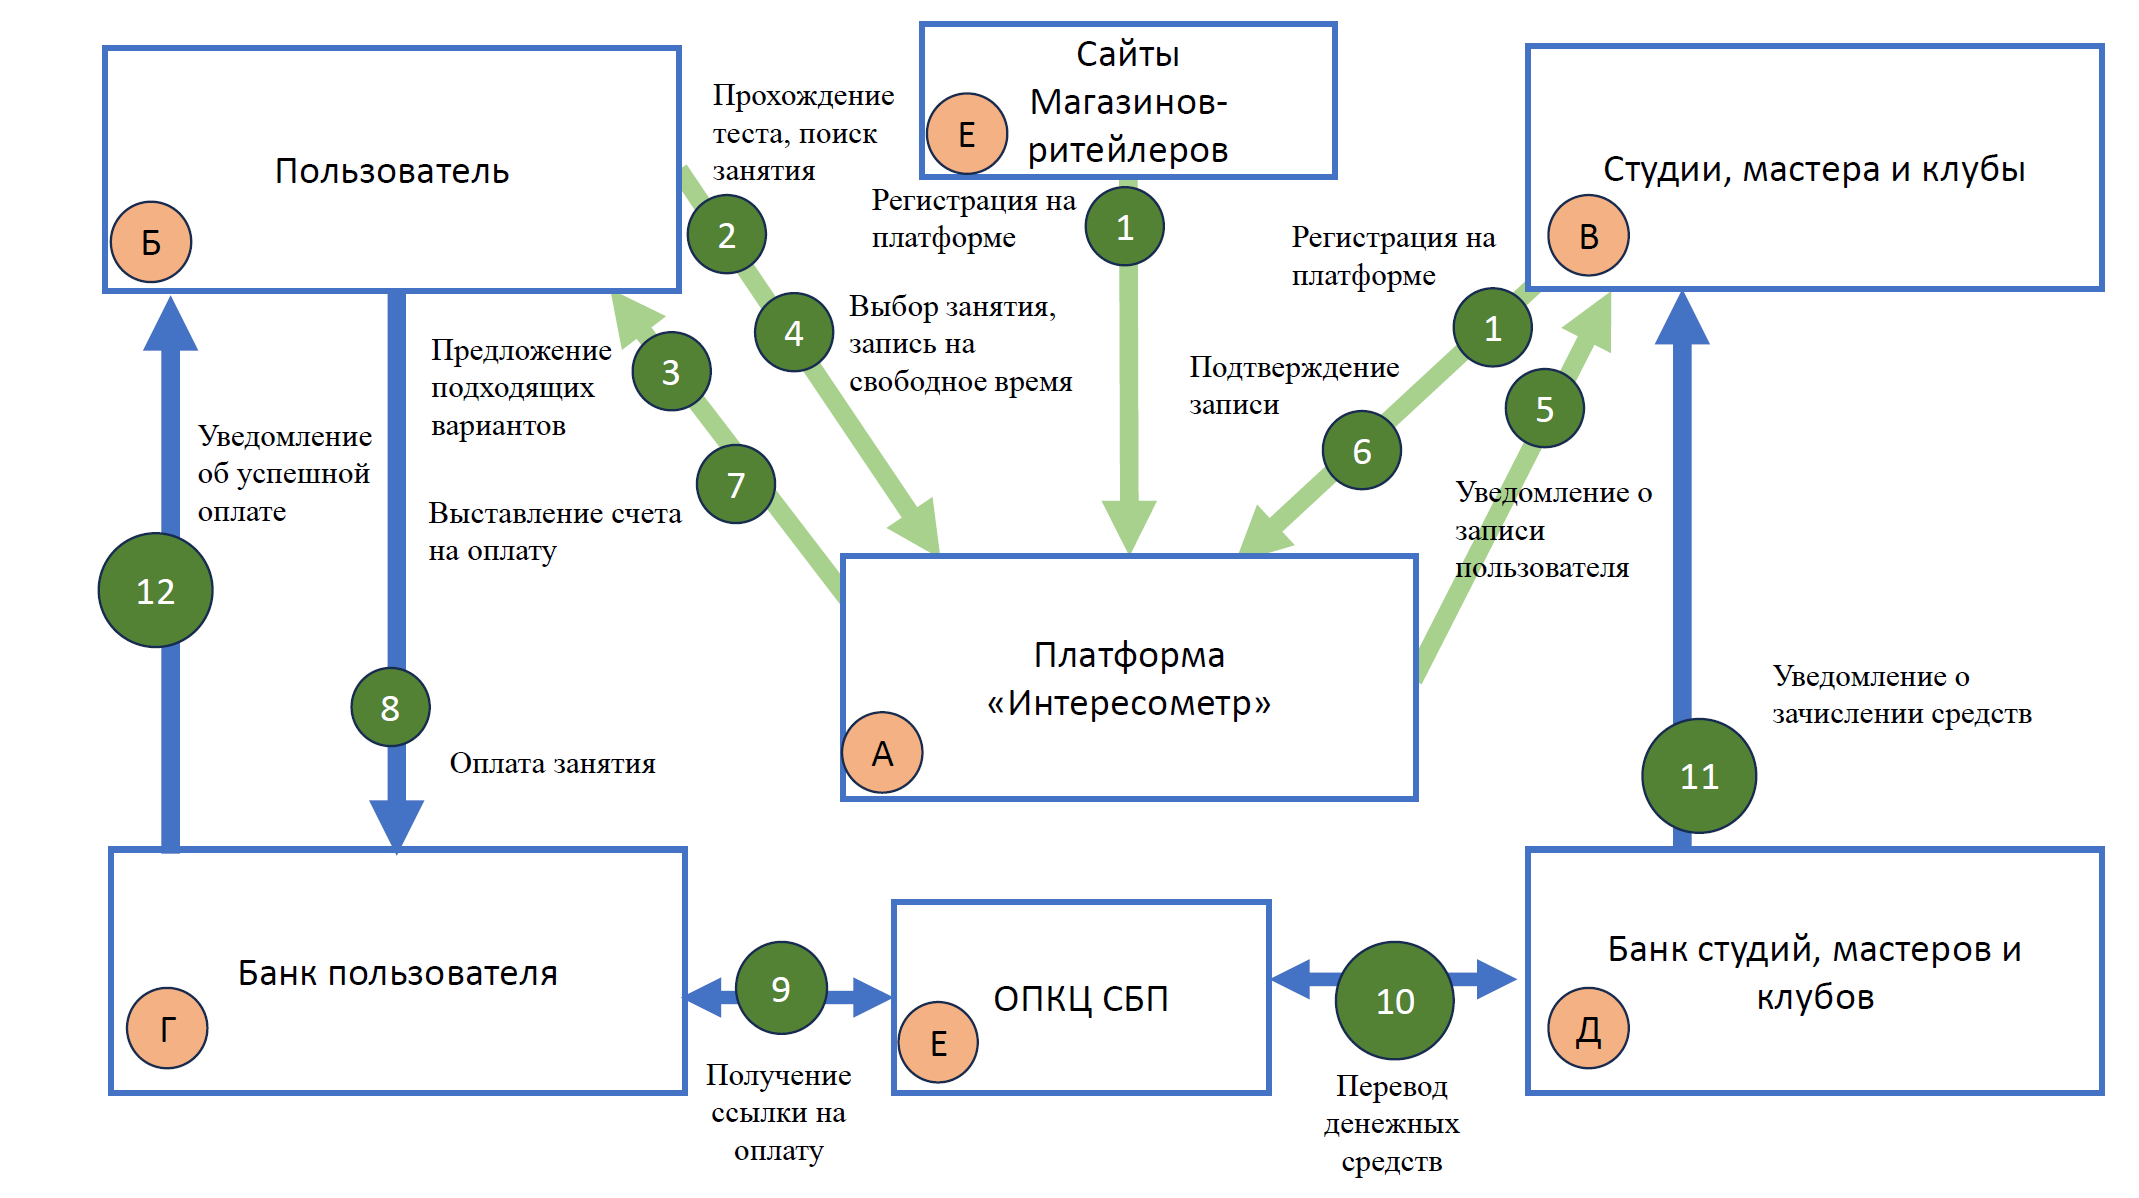 Пользователь
Б
Прохождение
теста, поиск
занятия
2
Сайты
Магазинов-
ритейлеров
Е
Регистрация на
платформе
1
Студии, мастера и клубы
В
Регистрация на
платформе
1
4
Выбор занятия,
запись на
свободное время
Предложение
подходящих
вариантов
3
Подтверждение
записи
6
5
Уведомление о
записи
пользователя
Уведомление
об успешной
оплате
12
Выставление счета
на оплату
7
8
Оплата занятия
Платформа
«Интересометр»
А
Уведомление о
зачислении средств
11
Банк пользователя
Г
9
Получение
ссылки на
оплату
ОПКЦ СБП
Е
10
Перевод
денежных
средств
Банк студий, мастеров и
клубов
Д